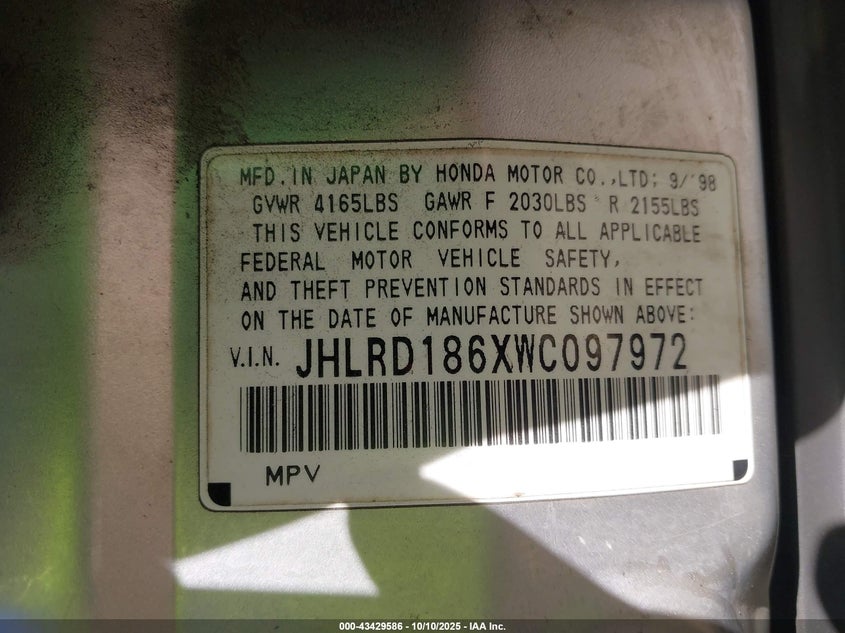 MFD. IN JAPAN BY HONDA MOTOR CO.,LTD; 9/'98
GVWR 4165LBS GAWR F 2030LBS R 2155LBS
THIS VEHICLE CONFORMS TO ALL APPLICABLE
FEDERAL MOTOR VEHICLE SAFETY,
AND THEFT PREVENTION STANDARDS IN EFFECT
ON THE DATE OF MANUFACTURE SHOWN ABOVE:
V.I.N. JHLRD186XWC097972
MPV
000-43429586 - 10/10/2025 - IAA Inc.